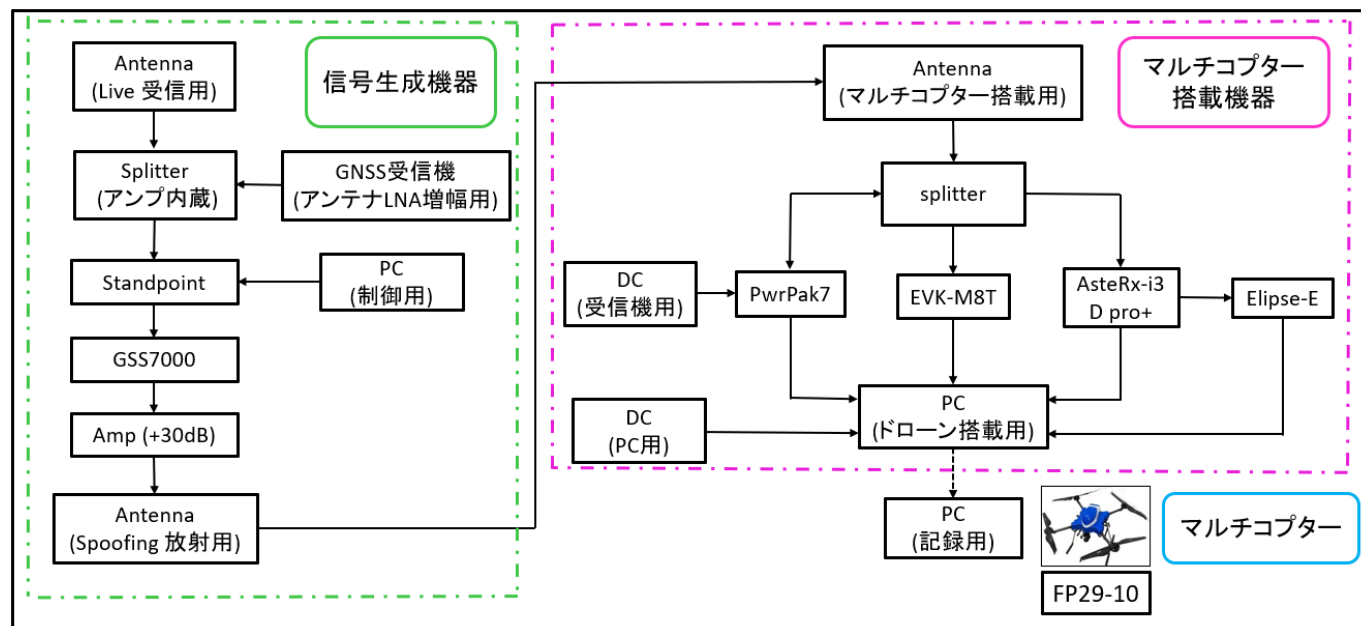 信号生成機器
Antenna
(Live 受信用)
Splitter
(アンプ内蔵)
GNSS受信機
(アンテナLNA増幅用)
Standpoint
PC
(制御用)
GSS7000
Amp (+30dB)
Antenna
(Spoofing 放射用)
マルチコプター
搭載機器
Antenna
(マルチコプター搭載用)
splitter
DC
(受信機用)
PwrPak7
EVK-M8T
AsteRx-i3
D pro+
Elipse-E
DC
(PC用)
PC
(ドローン搭載用)
PC
(記録用)
マルチコプター
FP29-10